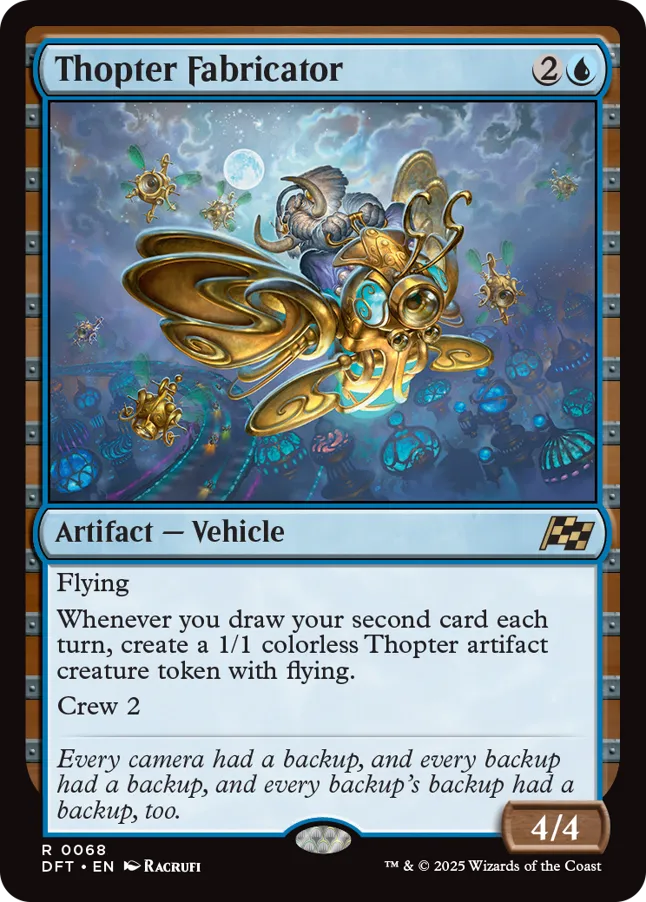 Thopter Fabricator 2
Artifact — Vehicle
Flying
Whenever you draw your second card each
turn, create a 1/1 colorless Thopter artifact
creature token with flying.
Crew 2
Every camera had a backup, and every backup
had a backup, and every backup's backup had a
backup, too.
4/4
R 0068
DFT • EN Racrufi
™ & © 2025 Wizards of the Coast